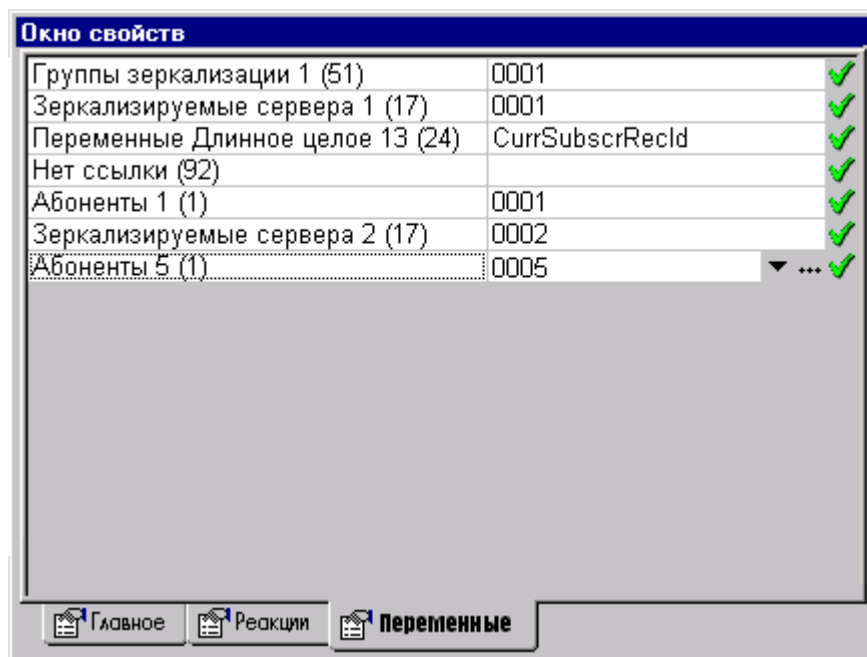 Окно свойств
Группы зеркализации 1 (51) 0001
Зеркализируемые сервера 1 (17) 0001
Переменные Длинное целое 13 (24) CurrSubscrRecId
Нет ссылки (92)
Абоненты 1 (1) 0001
Зеркализируемые сервера 2 (17) 0002
Абоненты 5 (1) 0005 ...
Главное Реакции Переменные